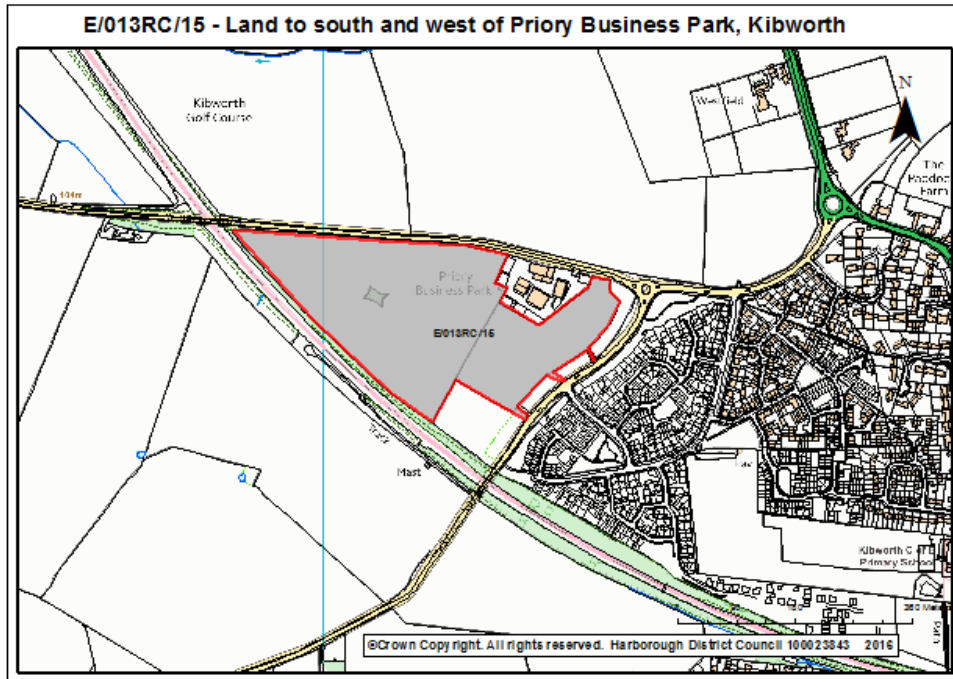 E/013RC/15 - Land to south and west of Priory Business Park, Kibworth
Kibworth
Golf Course
Westfield
N
The
Farm
Priory
Business Park
E/013RC/15
Track
Mast
Kibworth C of E
Primary School
Path
©Crown Copyright. All rights reserved. Harborough District Council 100023843 2016